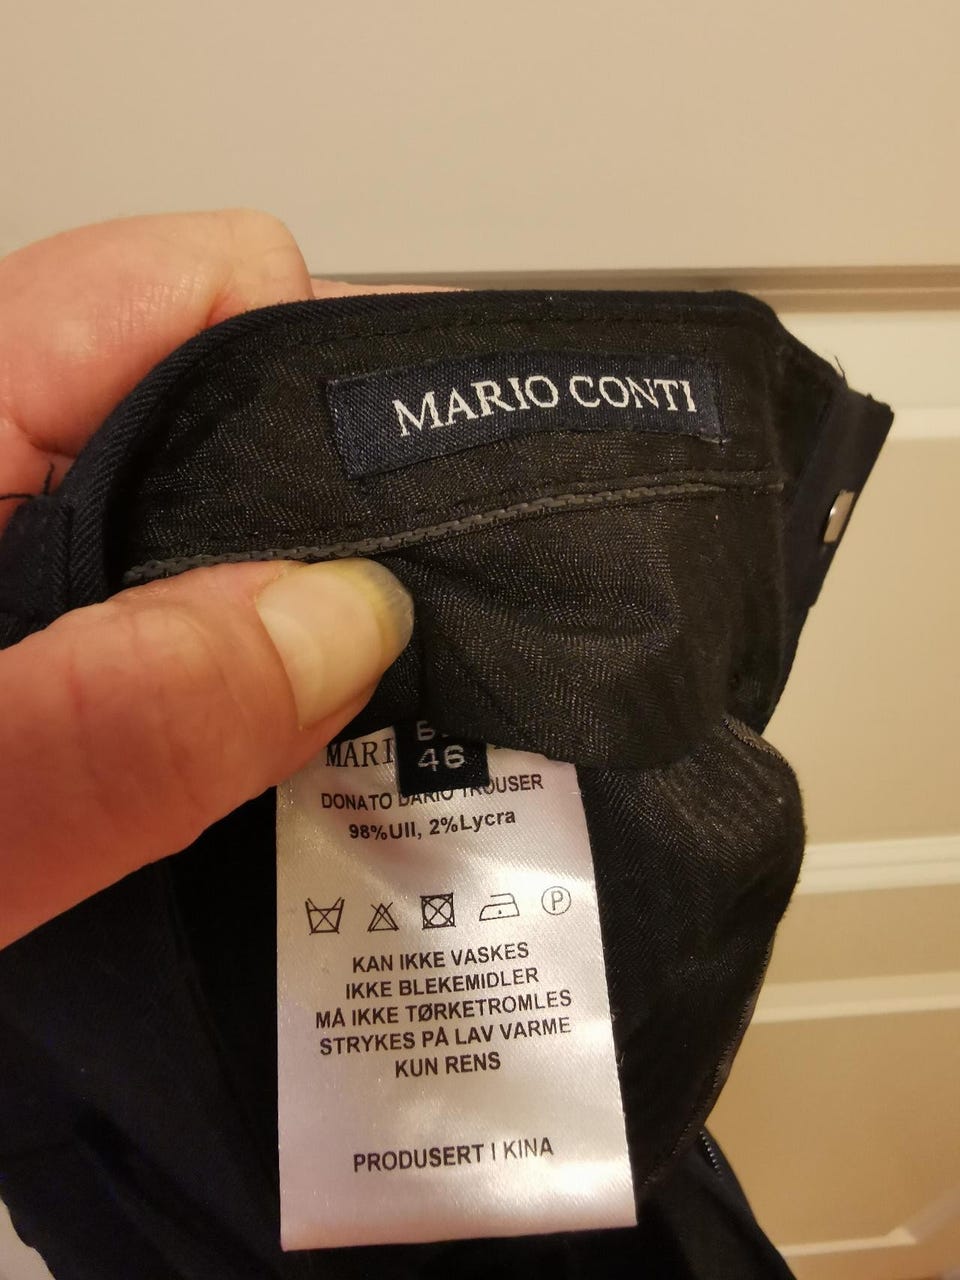 MARIO CONTI
46
DONATO DARIO TROUSER
98%Ull, 2%Lycra
P
KAN IKKE VASKES
IKKE BLEKEMIDLER
MÅ IKKE TØRKETROMLES
STRYKES PÅ LAV VARME
KUN RENS
PRODUSERT I KINA